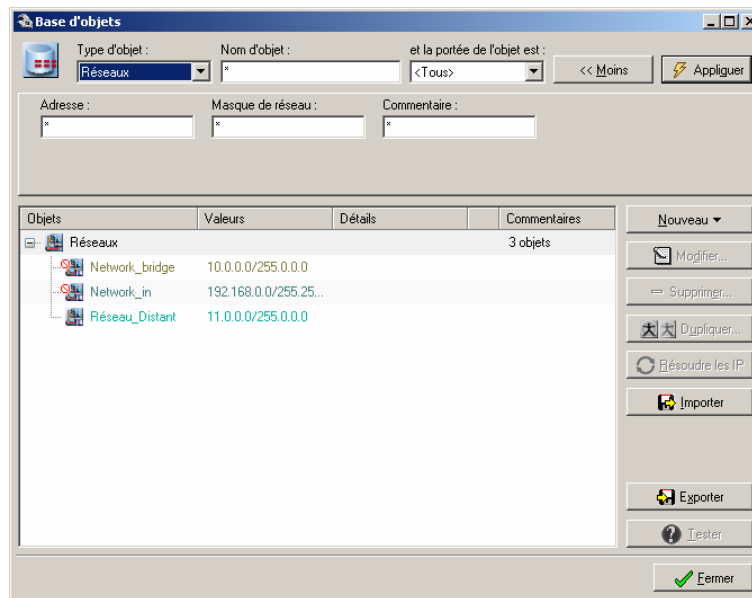 Base d'objets
Type d'objet : Nom d'objet : et la portée de l'objet est :
Réseaux * <Tous> << Moins Appliquer
Adresse : Masque de réseau : Commentaire :
* * *
Objets Valeurs Détails Commentaires Nouveau
Réseaux 3 objets
Modifier...
Network_bridge 10.0.0.0/255.0.0.0
Network_in 192.168.0.0/255.25... Supprimer...
Réseau_Distant 11.0.0.0/255.0.0.0
Dupliquer...
Résoudre les IP
Importer
Exporter
Tester
Fermer